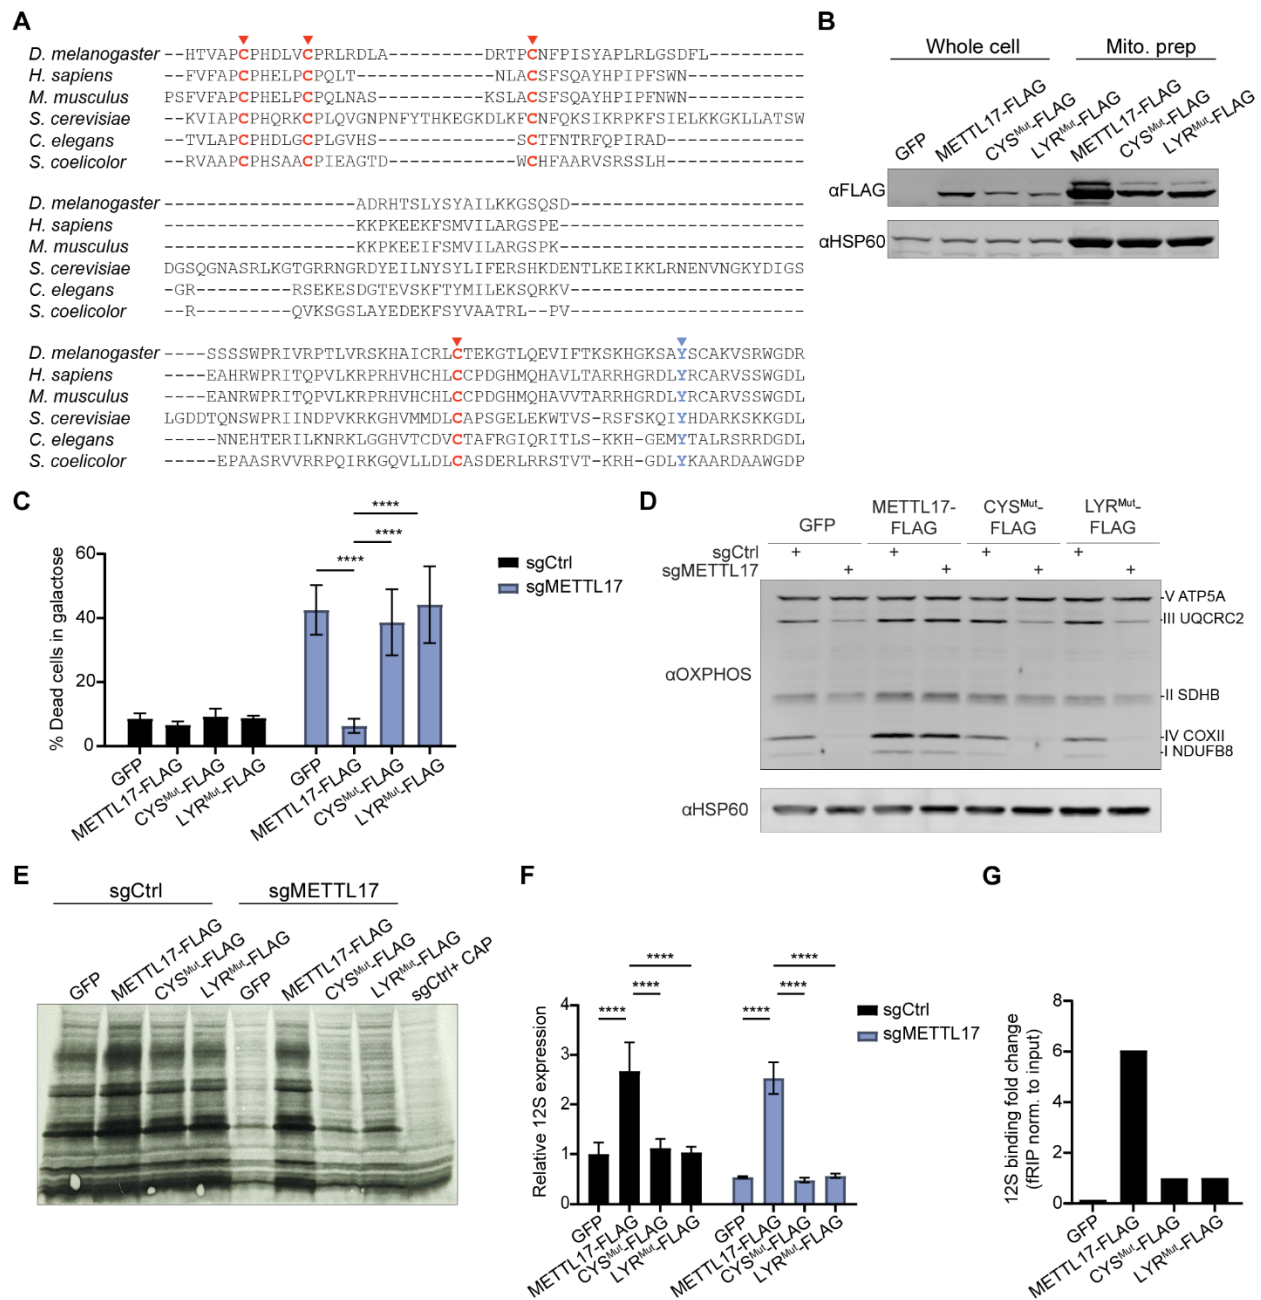 A
D. melanogaster --HTVAPCPHDLVCPRLRDLA----------DRTPCNFPISYAPLRLGSDFL-------
H. sapiens --FVFAPCPHELPCPQLT--------------NLACSFSQAYHPIPFSWN---------
M. musculus PSFVFAPCPHELPCPQLNAS-----------KSLACSFSQAYHPIPFNWN---------
S. cerevisiae --KVIAPCPHQRKCPLQVGNPNFYTHKEGKDLKFCNFQKSIKRPKFSIELKKGKLLATSW
C. elegans --TVLAPCPHDLGCPLGVHS------------SCTFNTRFQPIRAD-------------
S. coelicolor --RVAAPCPHSAACPIEAGTD----------WCHFAARVSRSSLH-------------
D. melanogaster ------------------ADRHTSLYSYAILKKGSQSD----------------------
H. sapiens ------------------KKPKEEKFSMVILARGSPE-----------------------
M. musculus ------------------KKPKEEIFSMVILARGSPK-----------------------
S. cerevisiae DGSQGNASRLKGTGRRNGRDYEILNYSYLIFERSHKDENTLKEIKKLRNENVNGKYDIGS
C. elegans -GR---------RSEKESDGTEVSKFTYMILEKSQRKV----------------------
S. coelicolor --R---------QVKSGSLAYEDEKFSYVAATRL--PV----------------------
D. melanogaster ----SSSSWPRIVRPTLVRSKHAICRLCTEKGTLQEVIFTKSKHGKSAYSCAKVSRWGDR
H. sapiens ----EAHRWPRITQPVLKRPRHVHCHLCCPDGHMQHAVLTARRHGRDLYRCARVSSWGDL
M. musculus ----EANRWPRITQPVLKRPRHVHCHLCCPDGHMQHAVVTARRHGRDLYRCARVSSWGDL
S. cerevisiae LGDDTQNSWPRIINDPVKRKGHVMMDLCAPSGELEKWTVS-RSFSKQIYHDARKSKKGDL
C. elegans -----NNEHTERILKNRKLGGHVTCDVCTAFRGIQRITLS-KKH-GEMYTALRSRRDGDL
S. coelicolor -----EPAASRVVRRPQIRKGQVLLDLCASDERLRRSTVT-KRH-GDLYKAARDAAWGDP
B
Whole cell Mito. prep
GFP METTL17-FLAG CYSMut-FLAG LYRMut-FLAG METTL17-FLAG CYSMut-FLAG LYRMut-FLAG
αFLAG
αHSP60
C
% Dead cells in galactose
60
40
20
0
GFP METTL17-FLAG CYSMut-FLAG LYRMut-FLAG GFP METTL17-FLAG CYSMut-FLAG LYRMut-FLAG
****
****
****
sgCtrl
sgMETTL17
D
GFP METTL17-FLAG CYSMut-FLAG LYRMut-FLAG
sgCtrl + + + +
sgMETTL17 + + + +
αOXPHOS
-V ATP5A
-III UQCRC2
-II SDHB
-IV COXII
-I NDUFB8
αHSP60
E
sgCtrl sgMETTL17
GFP METTL17-FLAG CYSMut-FLAG LYRMut-FLAG GFP METTL17-FLAG CYSMut-FLAG LYRMut-FLAG sgCtrl+ CAP
F
Relative 12S expression
4
3
2
1
0
**** **** **** **** **** ****
sgCtrl
sgMETTL17
GFP METTL17-FLAG CYSMut-FLAG LYRMut-FLAG GFP METTL17-FLAG CYSMut-FLAG LYRMut-FLAG
G
12S binding fold change
(fRIP norm. to input)
8
6
4
2
0
GFP METTL17-FLAG CYSMut-FLAG LYRMut-FLAG